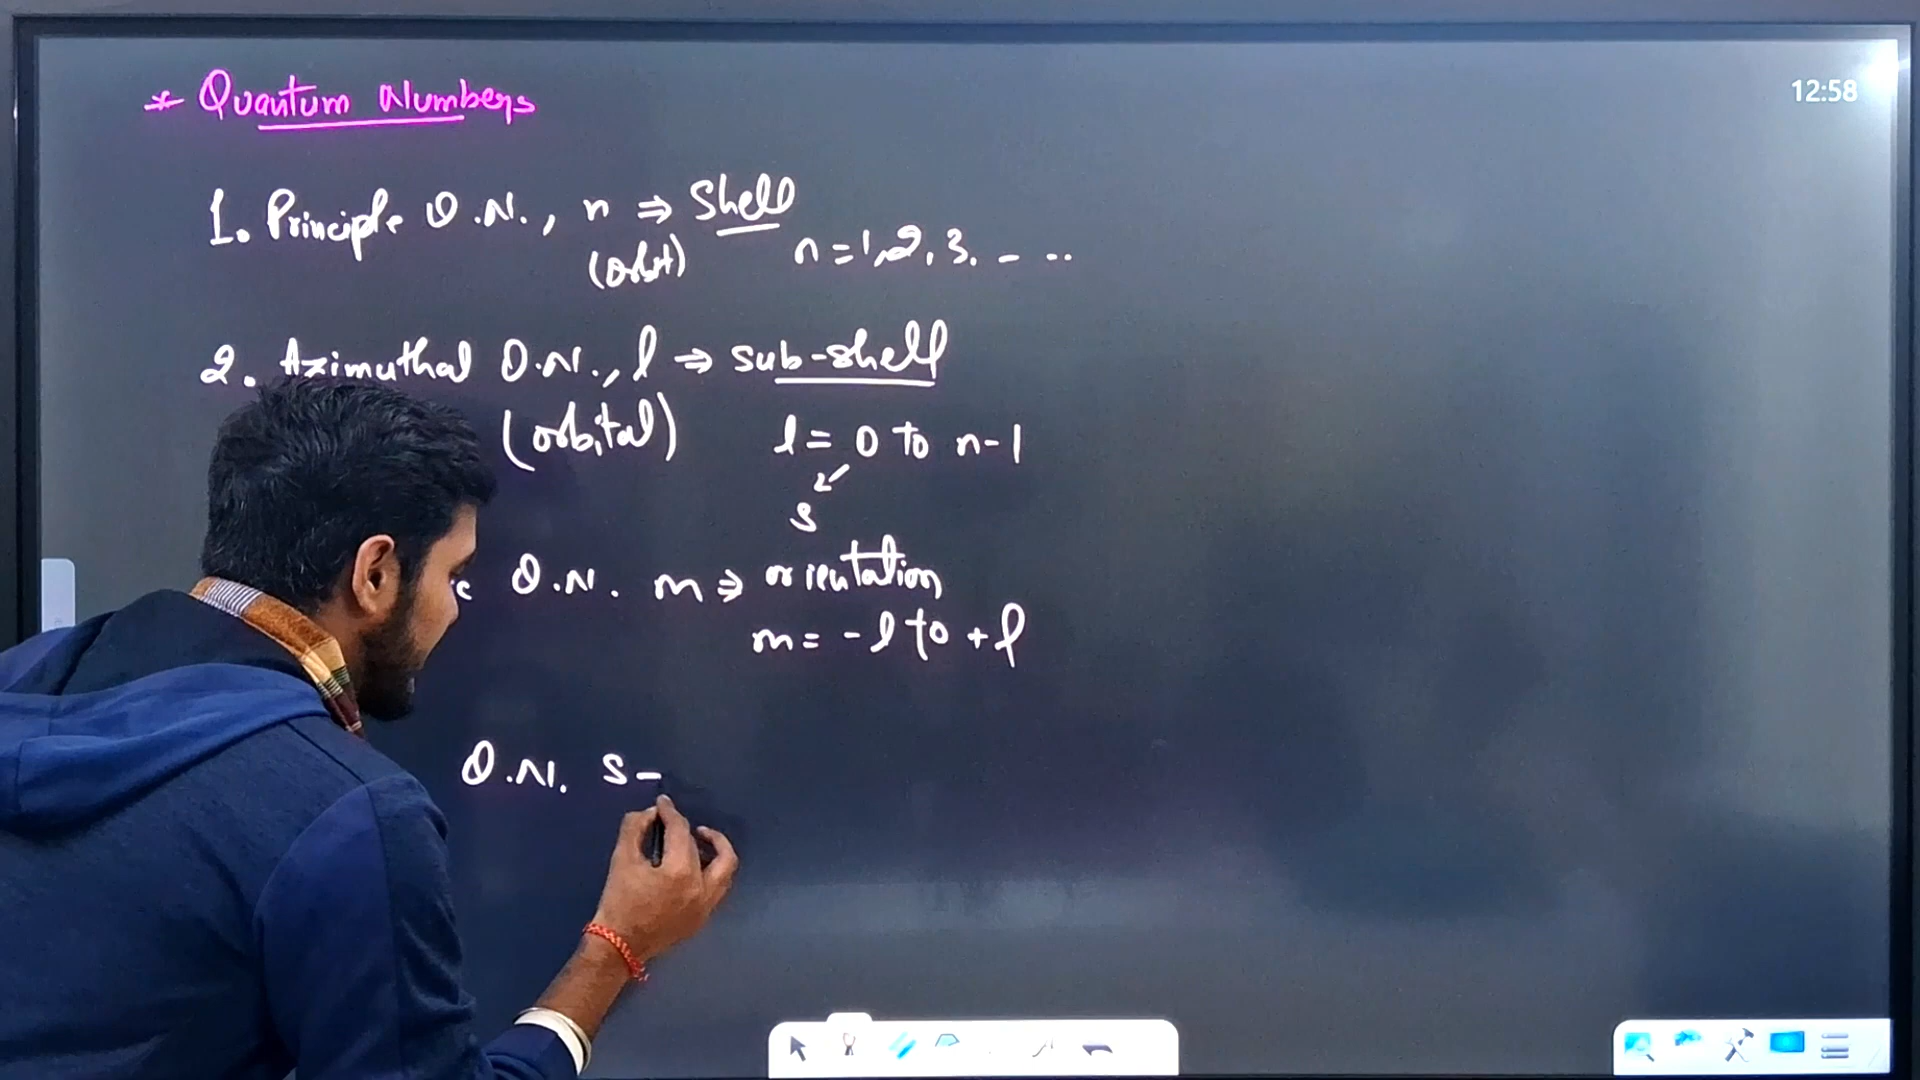 * Quantum Numbers
12:58
1. Principle Q.N., n ⇒ Shell
(orbit) n = 1, 2, 3, - - ..
2. Azimuthal Q.N., l ⇒ sub-shell
(orbital) l = 0 to n-1
s
c Q.N. m ⇒ orientation
m = -l to +l
Q.N. s -